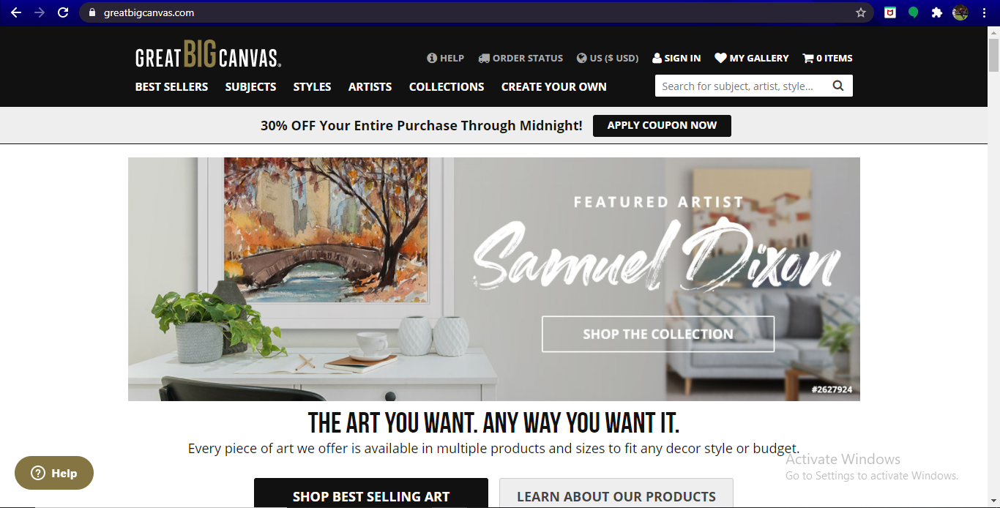 greatbigcanvas.com
GREAT BIG CANVAS®
HELP ORDER STATUS US ($ USD) SIGN IN MY GALLERY 0 ITEMS
BEST SELLERS SUBJECTS STYLES ARTISTS COLLECTIONS CREATE YOUR OWN Search for subject, artist, style...
30% OFF Your Entire Purchase Through Midnight! APPLY COUPON NOW
FEATURED ARTIST
Samuel Dixon
SHOP THE COLLECTION
#2627924
THE ART YOU WANT. ANY WAY YOU WANT IT.
Every piece of art we offer is available in multiple products and sizes to fit any decor style or budget.
Activate Windows
Go to Settings to activate Windows.
Help
SHOP BEST SELLING ART LEARN ABOUT OUR PRODUCTS